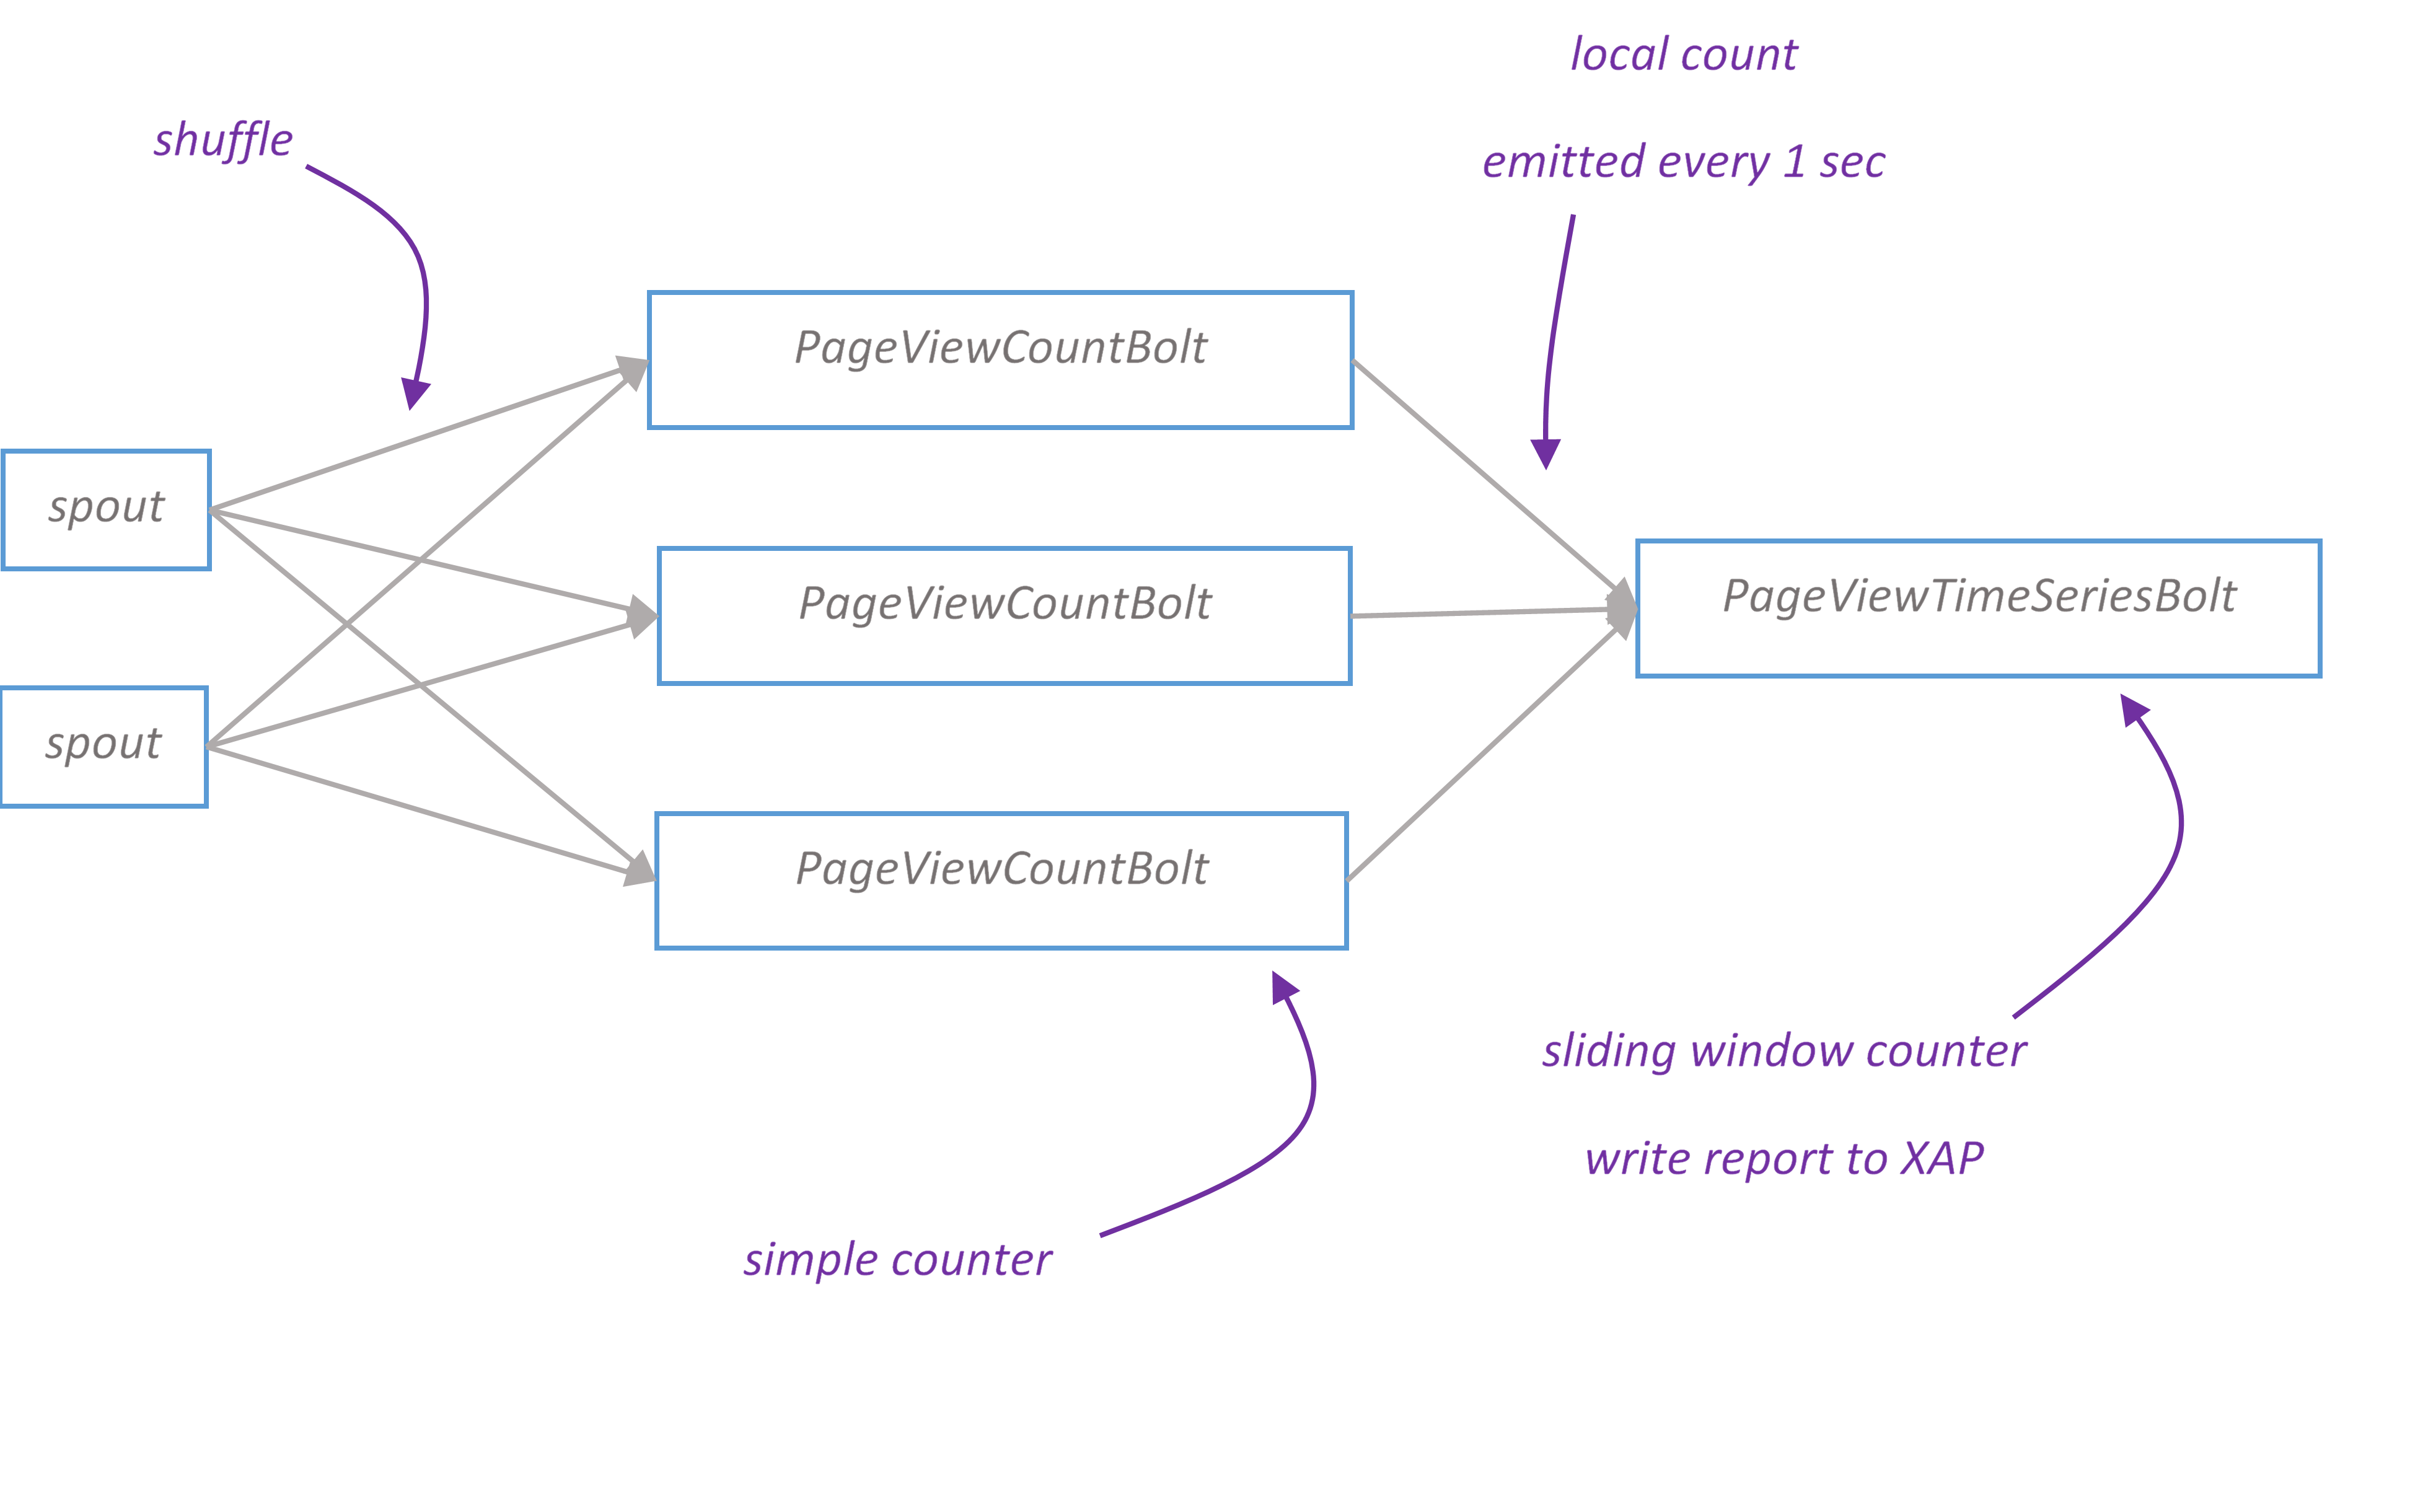 local count
emitted every 1 sec
shuffle
PageViewCountBolt
spout
PageViewCountBolt
PageViewTimeSeriesBolt
spout
PageViewCountBolt
sliding window counter
write report to XAP
simple counter